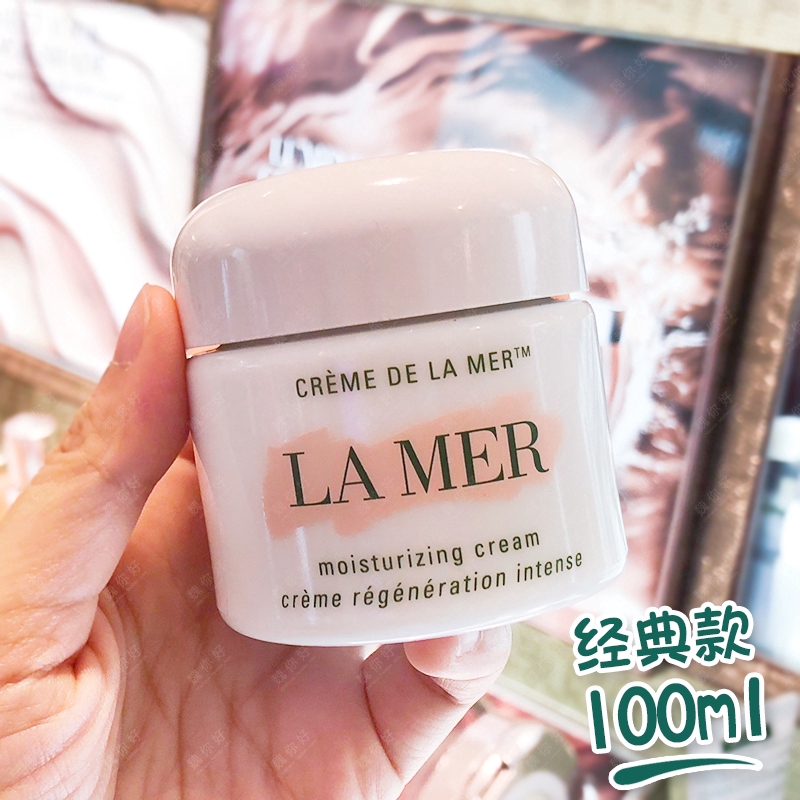 CRÈME DE LA MER™
LA MER
moisturizing cream
crème régénération intense
经典款
100ml